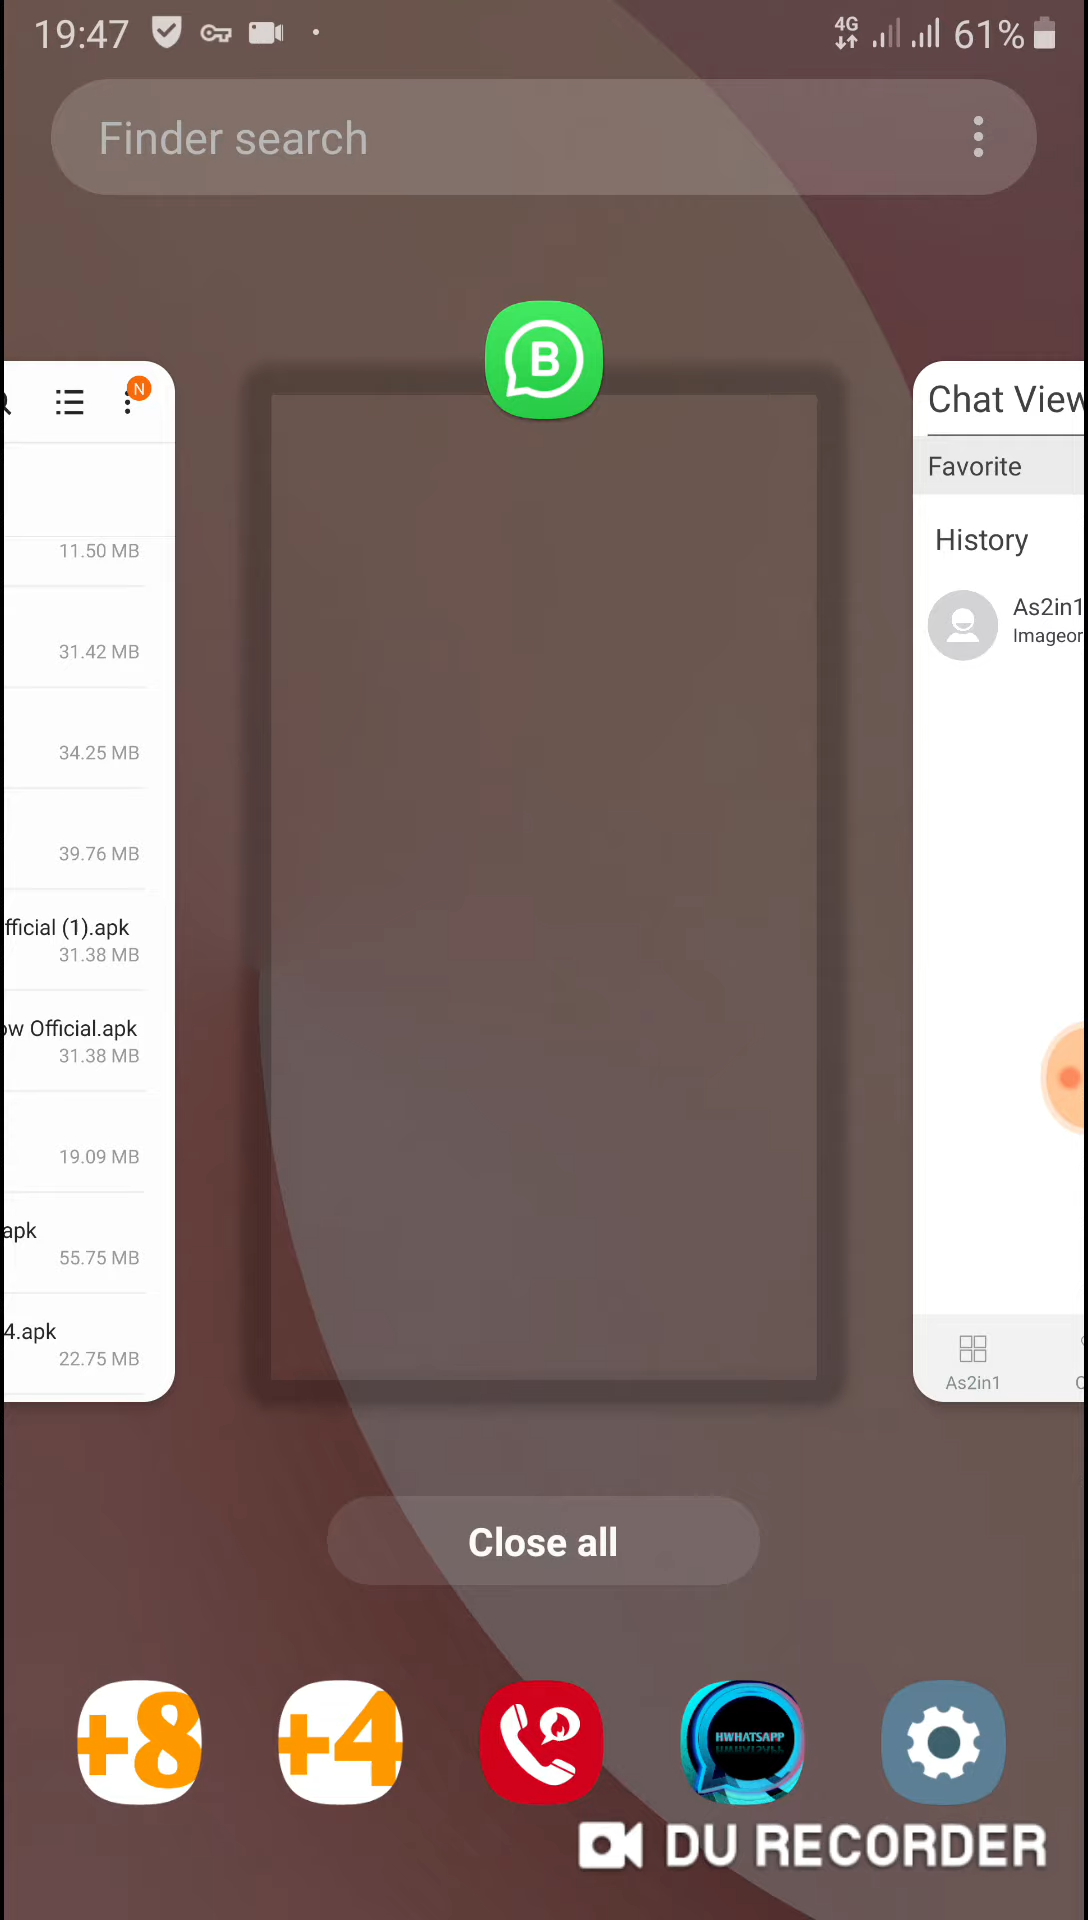 19:47
4G
61%
Finder search
B
N
11.50 MB
31.42 MB
34.25 MB
39.76 MB
fficial (1).apk
31.38 MB
ow Official.apk
31.38 MB
19.09 MB
apk
55.75 MB
4.apk
22.75 MB
Chat View
Favorite
History
As2in1
Imageor
As2in1
Close all
+8
+4
HWHATSAPP
DU RECORDER